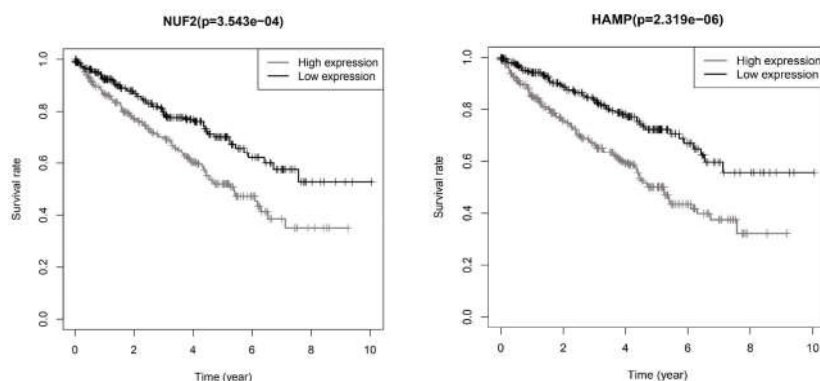 NUF2(p=3.543e−04)
High expression
Low expression
Survival rate
1.0
0.8
0.6
0.4
0.2
0.0
0 2 4 6 8 10
Time (year)
HAMP(p=2.319e−06)
High expression
Low expression
Survival rate
1.0
0.8
0.6
0.4
0.2
0.0
0 2 4 6 8 10
Time (year)